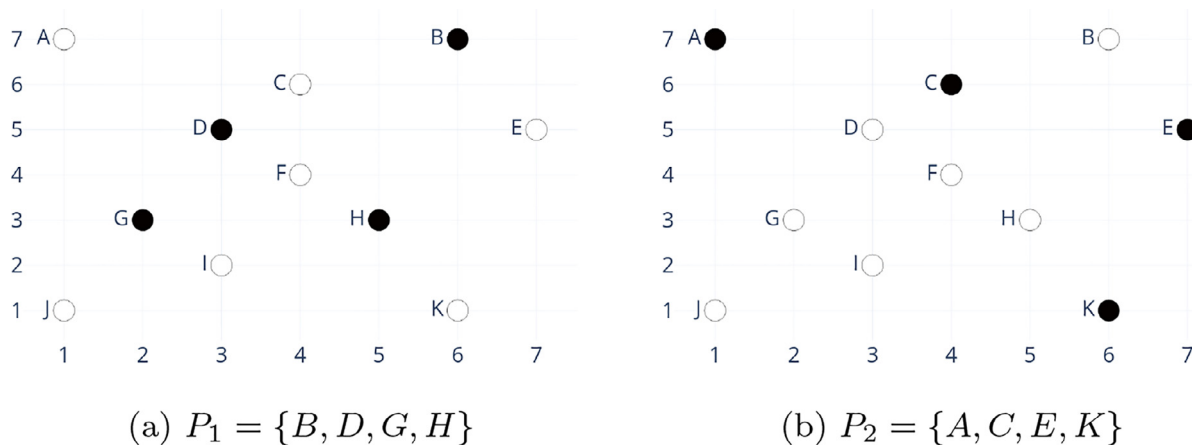 7 A B
6 C
5 D E
4 F
3 G H
2 I
1 J K
1 2 3 4 5 6 7
(a) P₁ = {B, D, G, H}
7 A B
6 C
5 D E
4 F
3 G H
2 I
1 J K
1 2 3 4 5 6 7
(b) P₂ = {A, C, E, K}